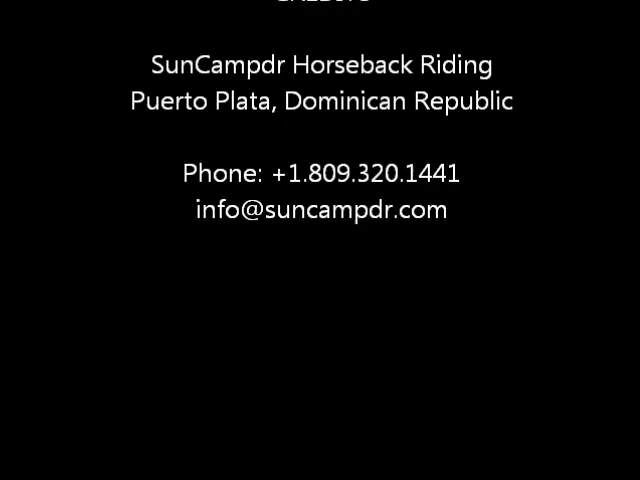 SunCampdr Horseback Riding
Puerto Plata, Dominican Republic
Phone: +1.809.320.1441
info@suncampdr.com